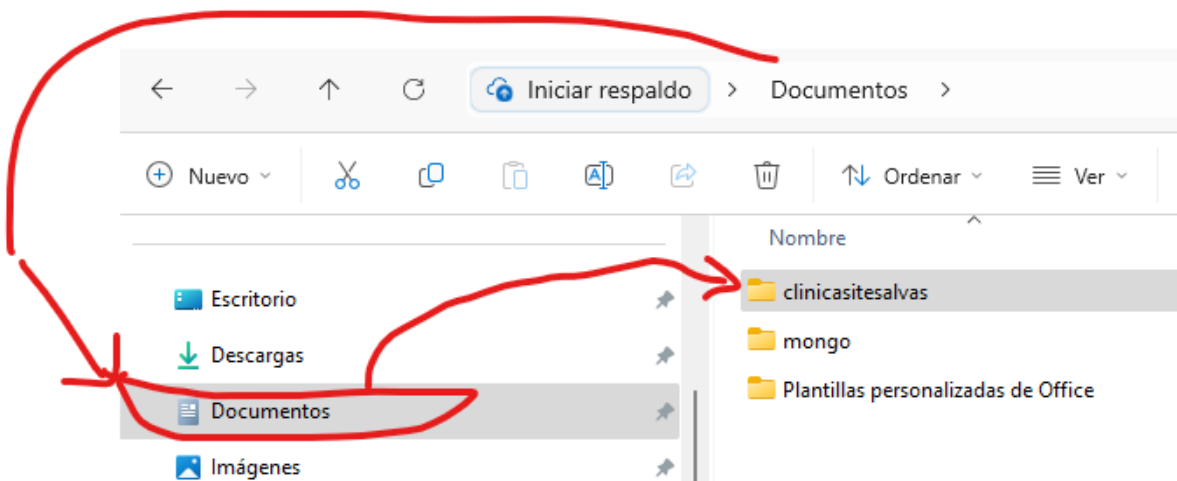 Iniciar respaldo > Documentos >
Nuevo Ordenar Ver
Nombre
Escritorio
Descargas
Documentos
Imágenes
clinicasitesalvas
mongo
Plantillas personalizadas de Office